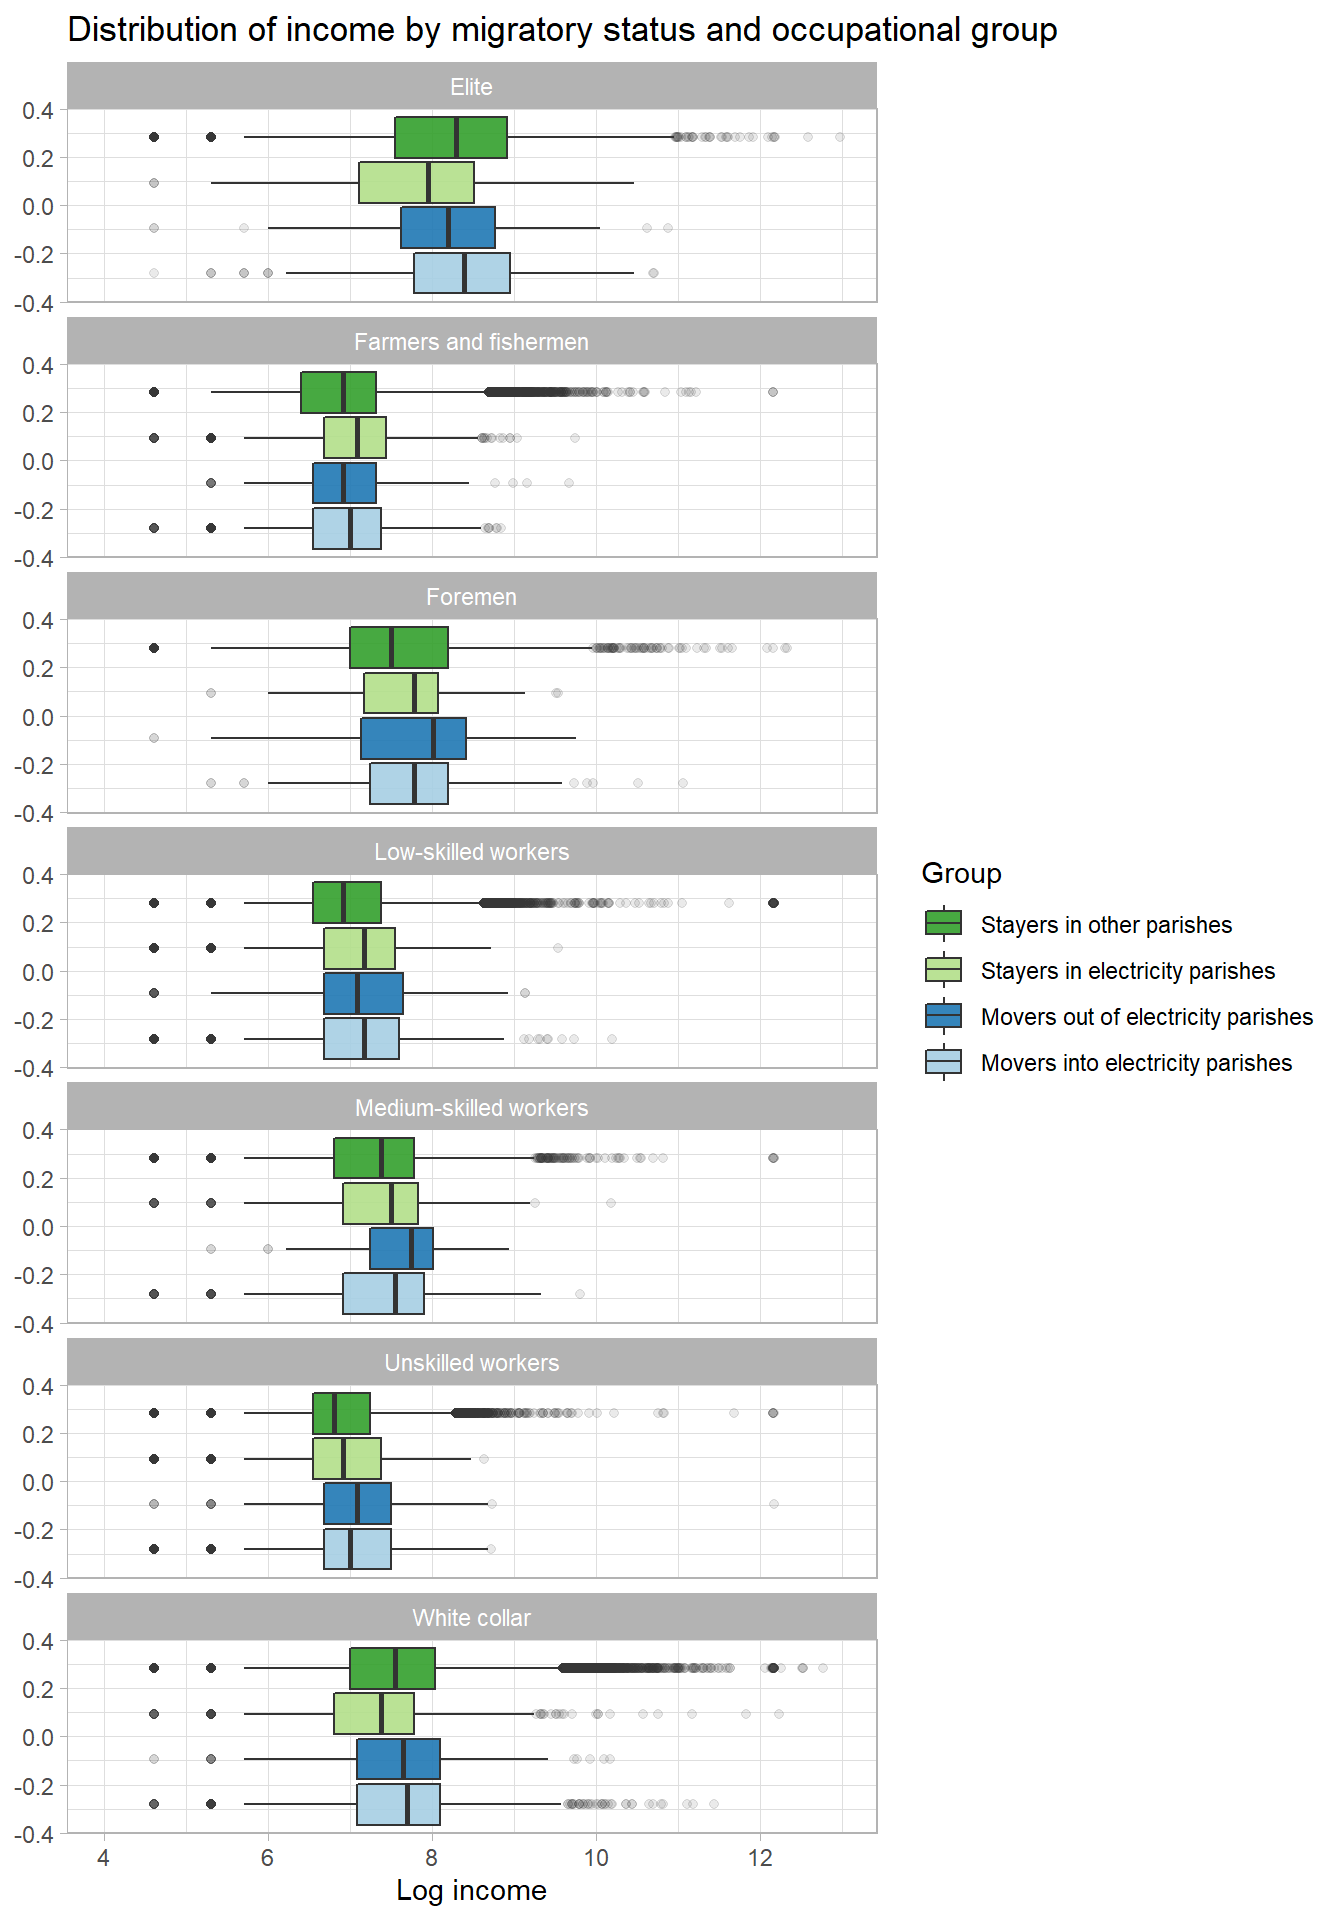 Distribution of income by migratory status and occupational group
Elite
0.4
0.2
0.0
-0.2
-0.4
Farmers and fishermen
0.4
0.2
0.0
-0.2
-0.4
Foremen
0.4
0.2
0.0
-0.2
-0.4
Low-skilled workers
0.4
0.2
0.0
-0.2
-0.4
Medium-skilled workers
0.4
0.2
0.0
-0.2
-0.4
Unskilled workers
0.4
0.2
0.0
-0.2
-0.4
White collar
0.4
0.2
0.0
-0.2
-0.4
4 6 8 10 12
Log income
Group
Stayers in other parishes
Stayers in electricity parishes
Movers out of electricity parishes
Movers into electricity parishes